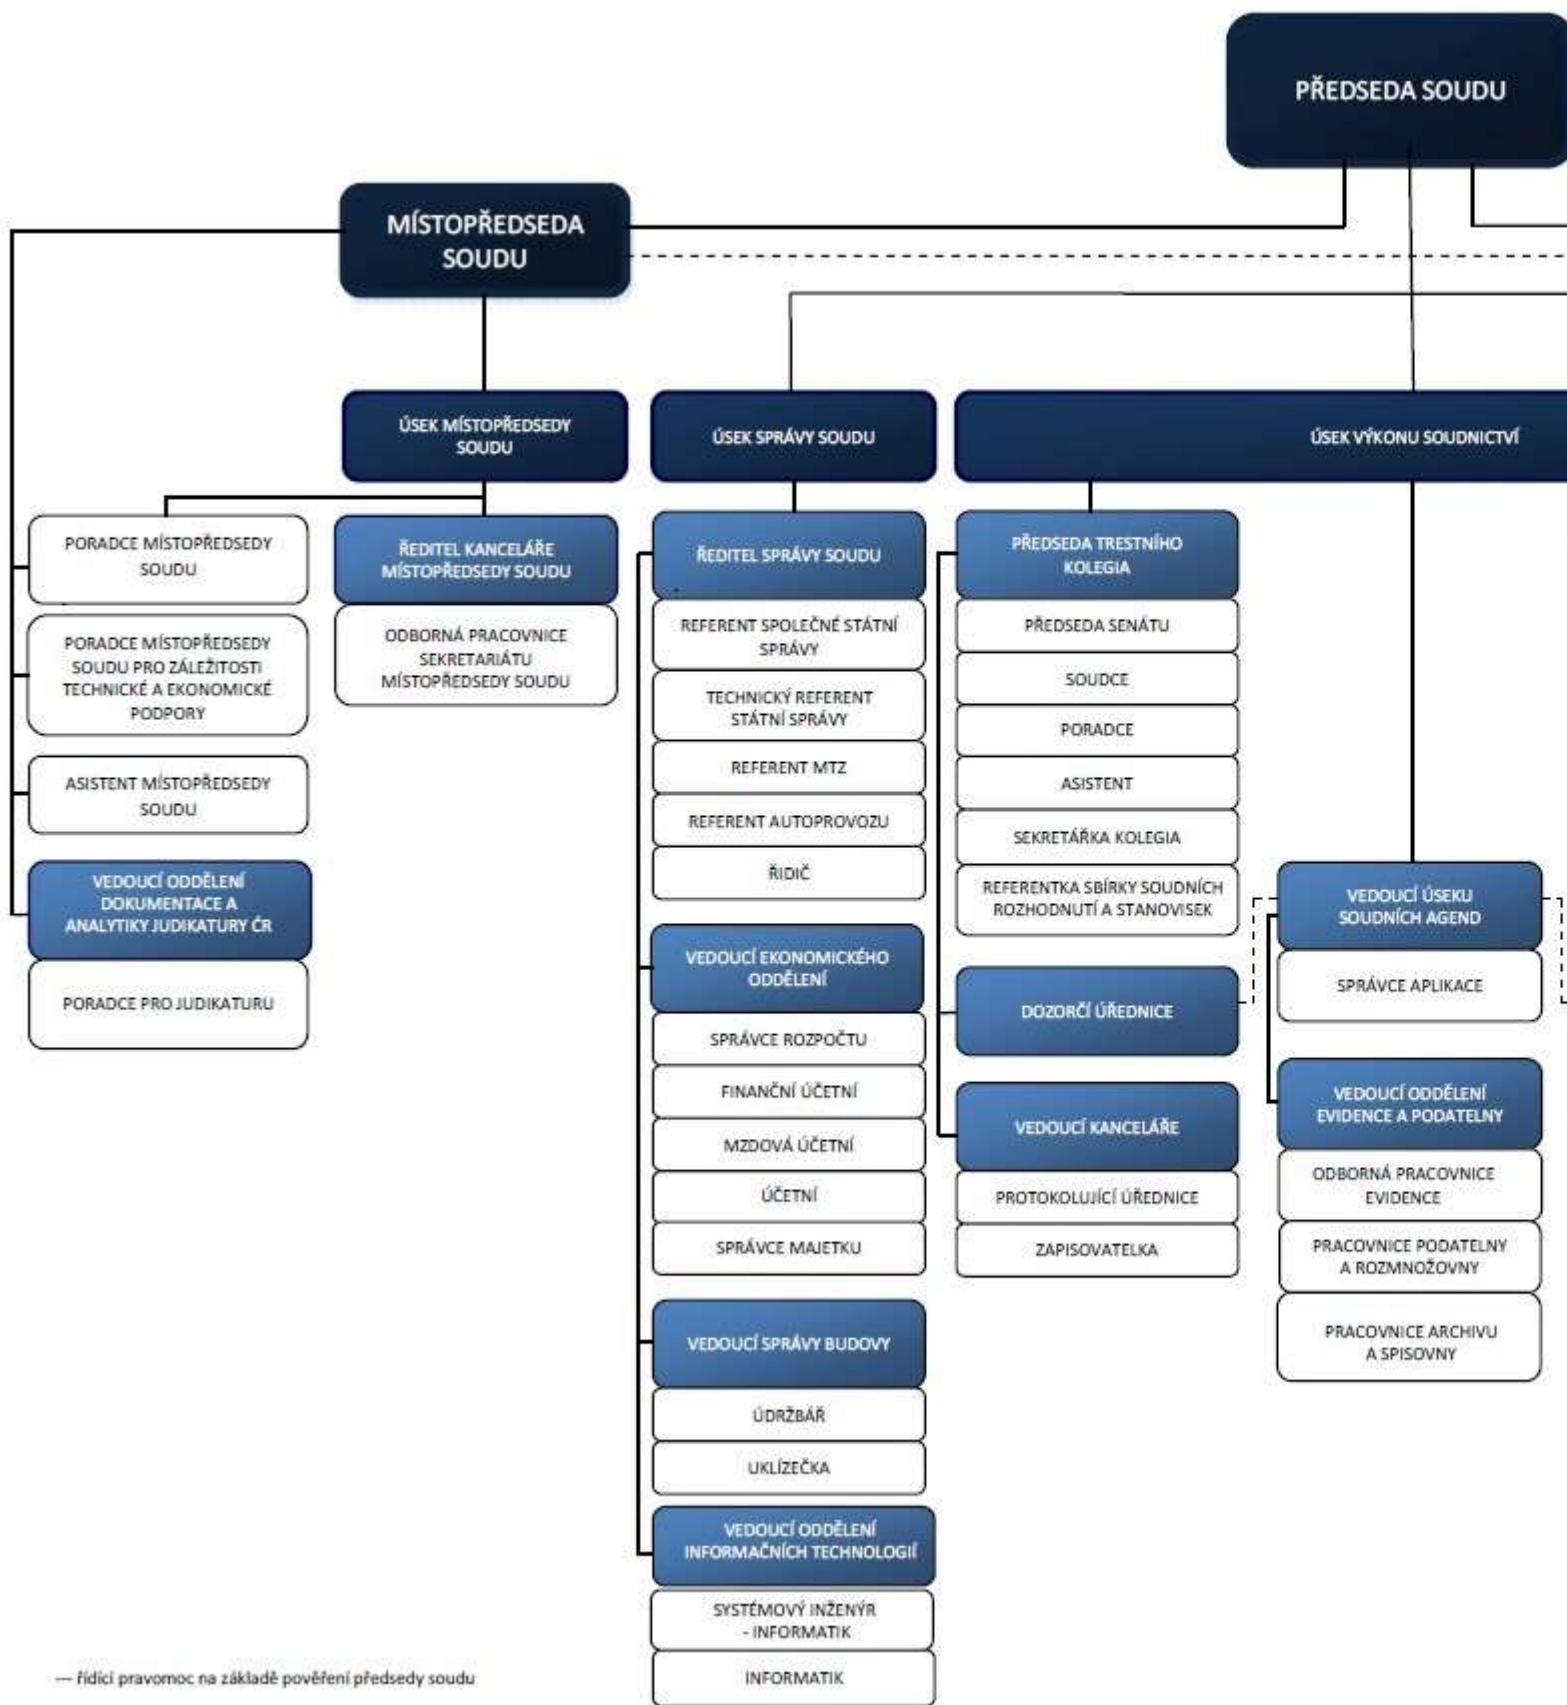 PŘEDSEDA SOUDU
MÍSTOPŘEDSEDA
SOUDU
ÚSEK MÍSTOPŘEDSEDY
SOUDU
PORADCE MÍSTOPŘEDSEDY
SOUDU
PORADCE MÍSTOPŘEDSEDY
SOUDU PRO ZÁLEŽITOSTI
TECHNICKÉ A EKONOMICKÉ
PODPORY
ASISTENT MÍSTOPŘEDSEDY
SOUDU
VEDOUCÍ ODDĚLENÍ
DOKUMENTACE A
ANALYTIKY JUDIKATURY ČR
PORADCE PRO JUDIKATURU
ŘEDITEL KANCELÁŘE
MÍSTOPŘEDSEDY SOUDU
ODBORNÁ PRACOVNICE
SEKRETARIÁTU
MÍSTOPŘEDSEDY SOUDU
ÚSEK SPRÁVY SOUDU
ŘEDITEL SPRÁVY SOUDU
REFERENT SPOLEČNÉ STÁTNÍ
SPRÁVY
TECHNICKÝ REFERENT
STÁTNÍ SPRÁVY
REFERENT MTZ
REFERENT AUTOPROVOZU
ŘIDIČ
VEDOUCÍ EKONOMICKÉHO
ODDĚLENÍ
SPRÁVCE ROZPOČTU
FINANČNÍ ÚČETNÍ
MZDOVÁ ÚČETNÍ
ÚČETNÍ
SPRÁVCE MAJETKU
VEDOUCÍ SPRÁVY BUDOVY
ÚDRŽBÁŘ
UKLÍZEČKA
VEDOUCÍ ODDĚLENÍ
INFORMAČNÍCH TECHNOLOGIÍ
SYSTÉMOVÝ INŽENÝR
- INFORMATIK
INFORMATIK
ÚSEK VÝKONU SOUDNICTVÍ
PŘEDSEDA TRESTNÍHO
KOLEGIA
PŘEDSEDA SENÁTU
SOUDCE
PORADCE
ASISTENT
SEKRETÁŘKA KOLEGIA
REFERENTKA SBÍRKY SOUDNÍCH
ROZHODNUTÍ A STANOVISEK
DOZORČÍ ÚŘEDNICE
VEDOUCÍ KANCELÁŘE
PROTOKOLUJÍCÍ ÚŘEDNICE
ZAPISOVATELKA
VEDOUCÍ ÚSEKU
SOUDNÍCH AGEND
SPRÁVCE APLIKACE
VEDOUCÍ ODDĚLENÍ
EVIDENCE A PODATELNY
ODBORNÁ PRACOVNICE
EVIDENCE
PRACOVNICE PODATELNY
A ROZMNOŽOVNY
PRACOVNICE ARCHIVU
A SPISOVNY
--- řídící pravomoc na základě pověření předsedy soudu